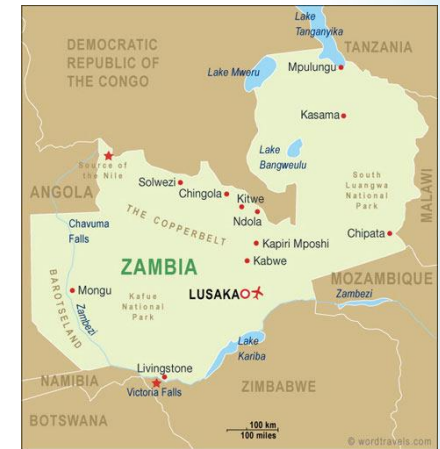 Lake
Tanganyika
DEMOCRATIC
REPUBLIC OF
THE CONGO
TANZANIA
Lake Mweru
Mpulungu
Kasama
Lake
Bangweulu
Source of
the Nile
Solwezi
Chingola
Kitwe
Ndola
South
Luangwa
National
Park
MALAWI
ANGOLA
Chavuma
Falls
THE COPPERBELT
Kapiri Mposhi
Kabwe
Chipata
ZAMBIA
MOZAMBIQUE
BAROTSELAND
Mongu
Kafue
National
Park
LUSAKA
Zambezi
Zambezi
Lake
Kariba
Livingstone
NAMIBIA
Victoria Falls
ZIMBABWE
BOTSWANA
100 km
100 miles
© wordtravels.com